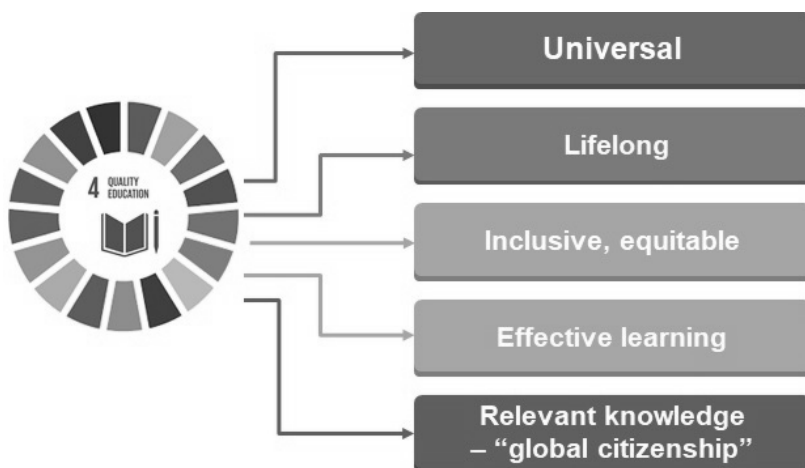 4 QUALITY
EDUCATION
Universal
Lifelong
Inclusive, equitable
Effective learning
Relevant knowledge
– “global citizenship”